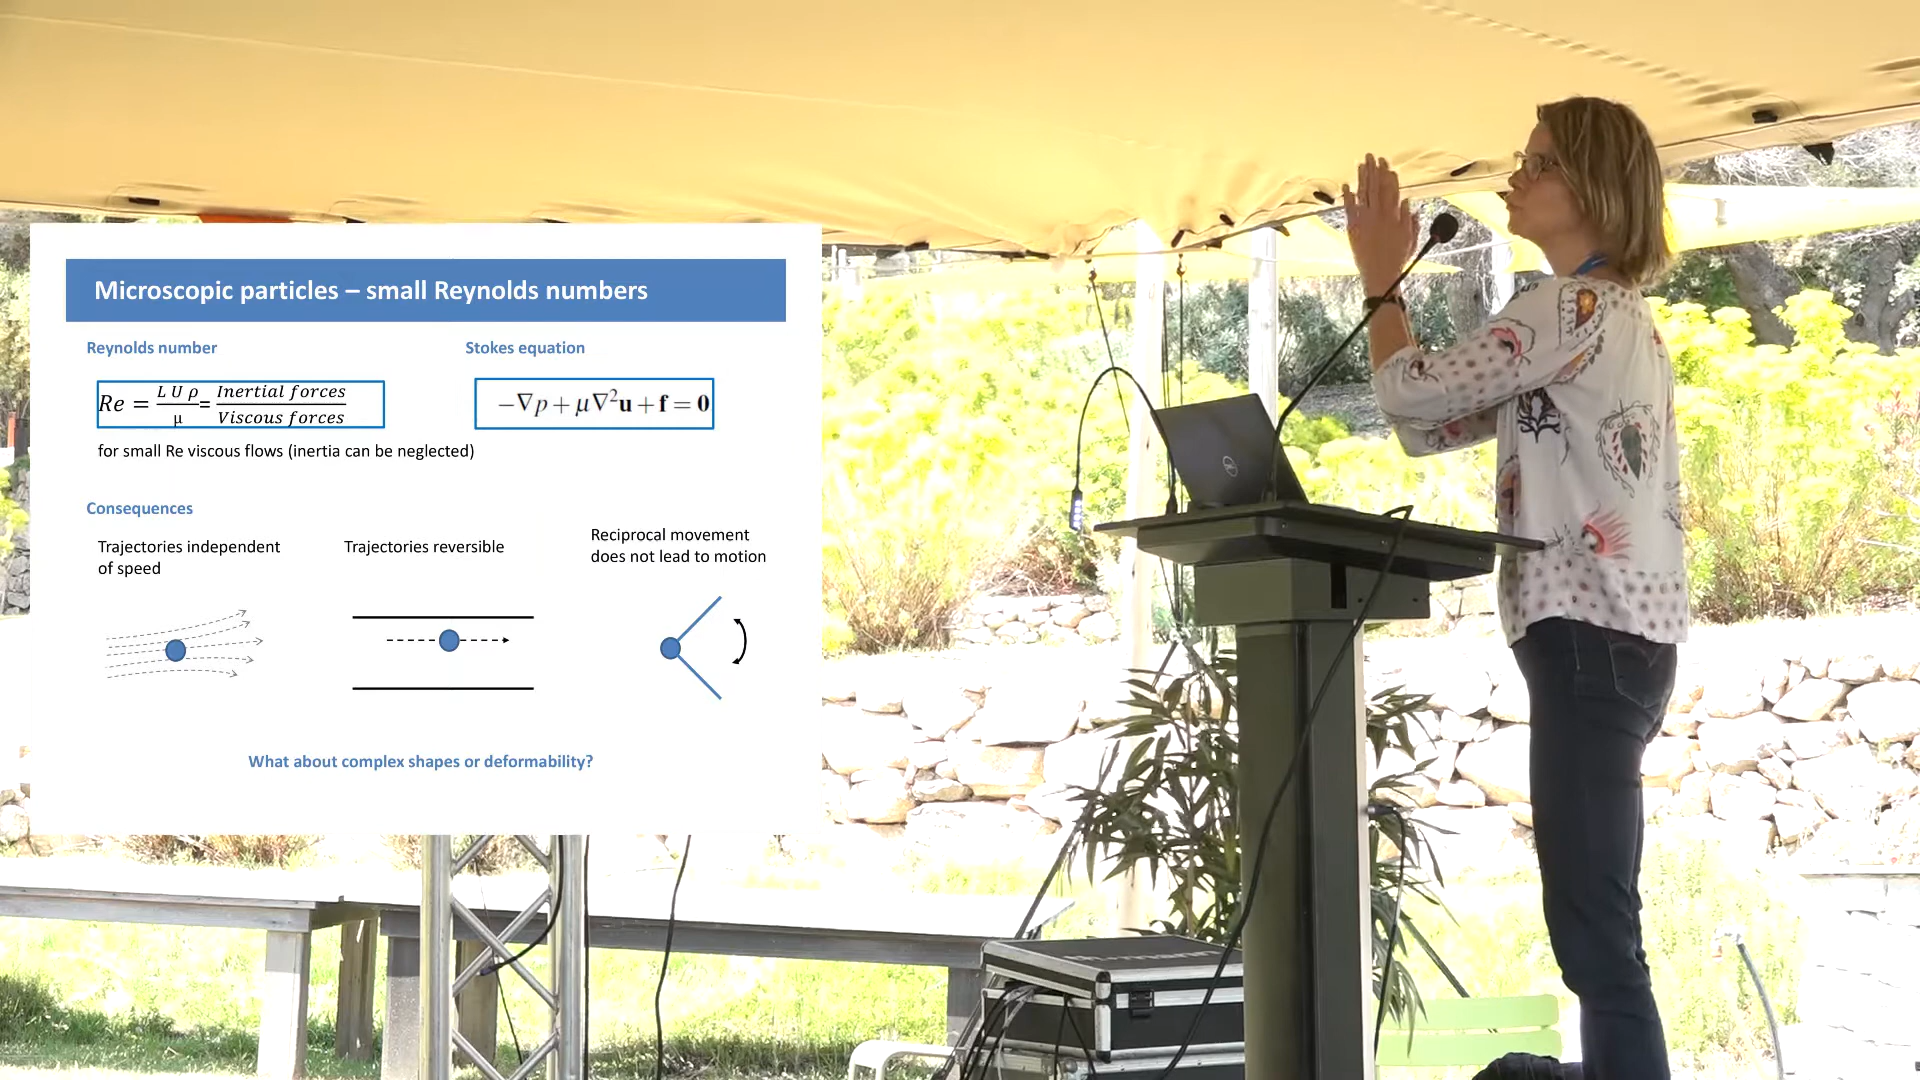 Microscopic particles – small Reynolds numbers
Reynolds number
Stokes equation
Re = L U ρ / μ = Inertial forces / Viscous forces
−∇p + μ∇²u + f = 0
for small Re viscous flows (inertia can be neglected)
Consequences
Trajectories independent
of speed
Trajectories reversible
Reciprocal movement
does not lead to motion
What about complex shapes or deformability?